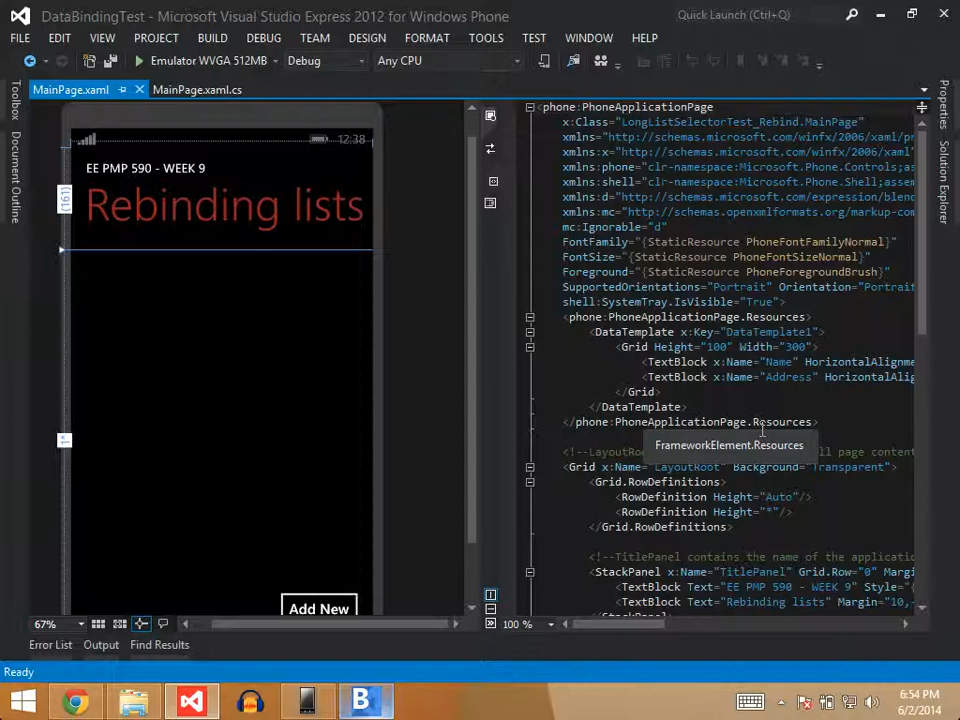 DataBindingTest - Microsoft Visual Studio Express 2012 for Windows Phone
Quick Launch (Ctrl+Q)
FILE EDIT VIEW PROJECT BUILD DEBUG TEAM DESIGN FORMAT TOOLS TEST WINDOW HELP
Emulator WVGA 512MB Debug Any CPU
MainPage.xaml MainPage.xaml.cs
Toolbox
Document Outline
12:38
EE PMP 590 - WEEK 9
(161)
Rebinding lists
1*
Add New
<phone:PhoneApplicationPage
x:Class="LongListSelectorTest_Rebind.MainPage"
xmlns="http://schemas.microsoft.com/winfx/2006/xaml/pr
xmlns:x="http://schemas.microsoft.com/winfx/2006/xaml"
xmlns:phone="clr-namespace:Microsoft.Phone.Controls;as
xmlns:shell="clr-namespace:Microsoft.Phone.Shell;assem
xmlns:d="http://schemas.microsoft.com/expression/blend
xmlns:mc="http://schemas.openxmlformats.org/markup-com
mc:Ignorable="d"
FontFamily="{StaticResource PhoneFontFamilyNormal}"
FontSize="{StaticResource PhoneFontSizeNormal}"
Foreground="{StaticResource PhoneForegroundBrush}"
SupportedOrientations="Portrait" Orientation="Portrait
shell:SystemTray.IsVisible="True">
<phone:PhoneApplicationPage.Resources>
<DataTemplate x:Key="DataTemplate1">
<Grid Height="100" Width="300">
<TextBlock x:Name="Name" HorizontalAlignme
<TextBlock x:Name="Address" HorizontalAlig
</Grid>
</DataTemplate>
</phone:PhoneApplicationPage.Resources>
FrameworkElement.Resources
<!--LayoutRo ll page content
<Grid x:Name="LayoutRoot" Background="Transparent">
<Grid.RowDefinitions>
<RowDefinition Height="Auto"/>
<RowDefinition Height="*"/>
</Grid.RowDefinitions>
<!--TitlePanel contains the name of the applicatio
<StackPanel x:Name="TitlePanel" Grid.Row="0" Margi
<TextBlock Text="EE PMP 590 - WEEK 9" Style="{
<TextBlock Text="Rebinding lists" Margin="10,-
Properties
Solution Explorer
67%
100 %
Error List Output Find Results
Ready
6:54 PM
6/2/2014